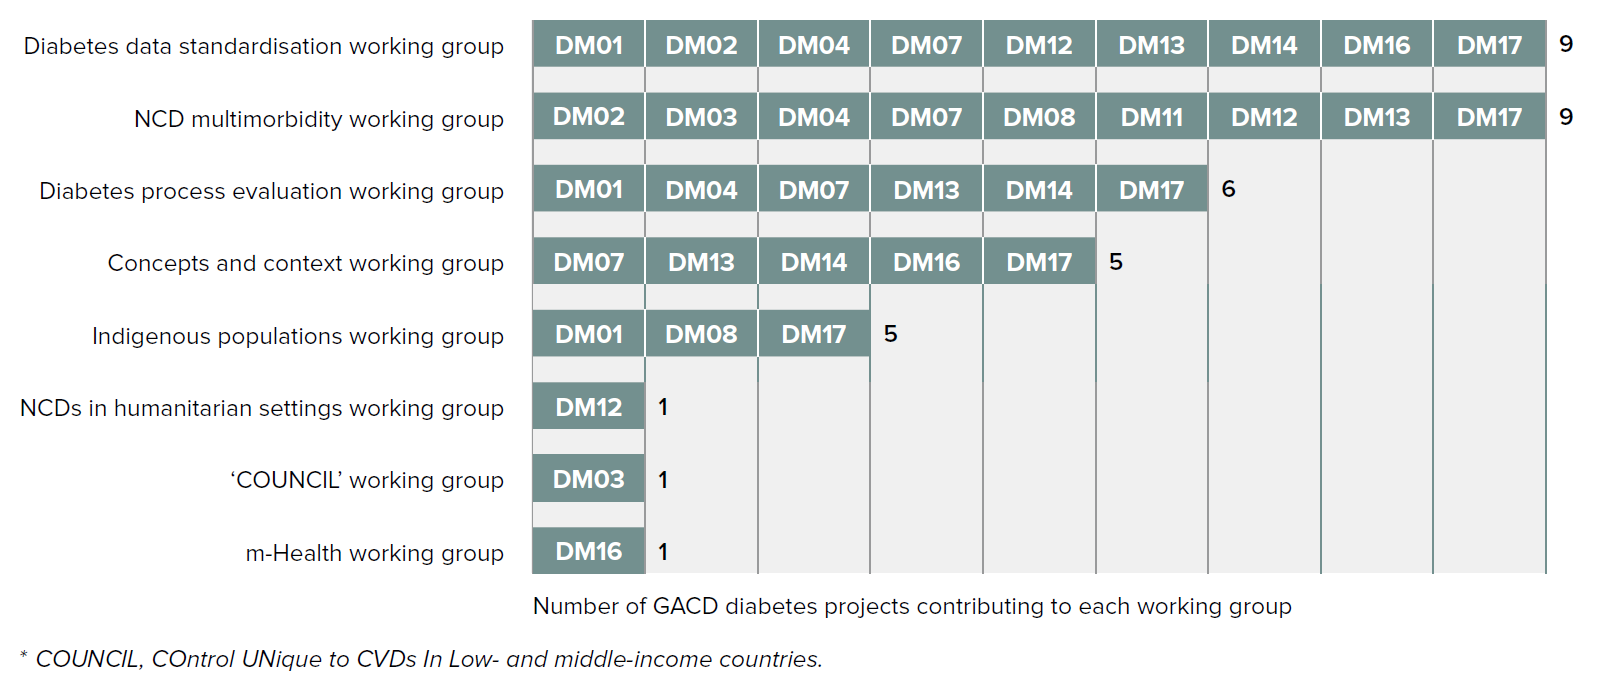 Diabetes data standardisation working group DM01 DM02 DM04 DM07 DM12 DM13 DM14 DM16 DM17 9
NCD multimorbidity working group DM02 DM03 DM04 DM07 DM08 DM11 DM12 DM13 DM17 9
Diabetes process evaluation working group DM01 DM04 DM07 DM13 DM14 DM17 6
Concepts and context working group DM07 DM13 DM14 DM16 DM17 5
Indigenous populations working group DM01 DM08 DM17 5
NCDs in humanitarian settings working group DM12 1
‘COUNCIL’ working group DM03 1
m-Health working group DM16 1
Number of GACD diabetes projects contributing to each working group
* COUNCIL, COntrol UNique to CVDs In Low- and middle-income countries.